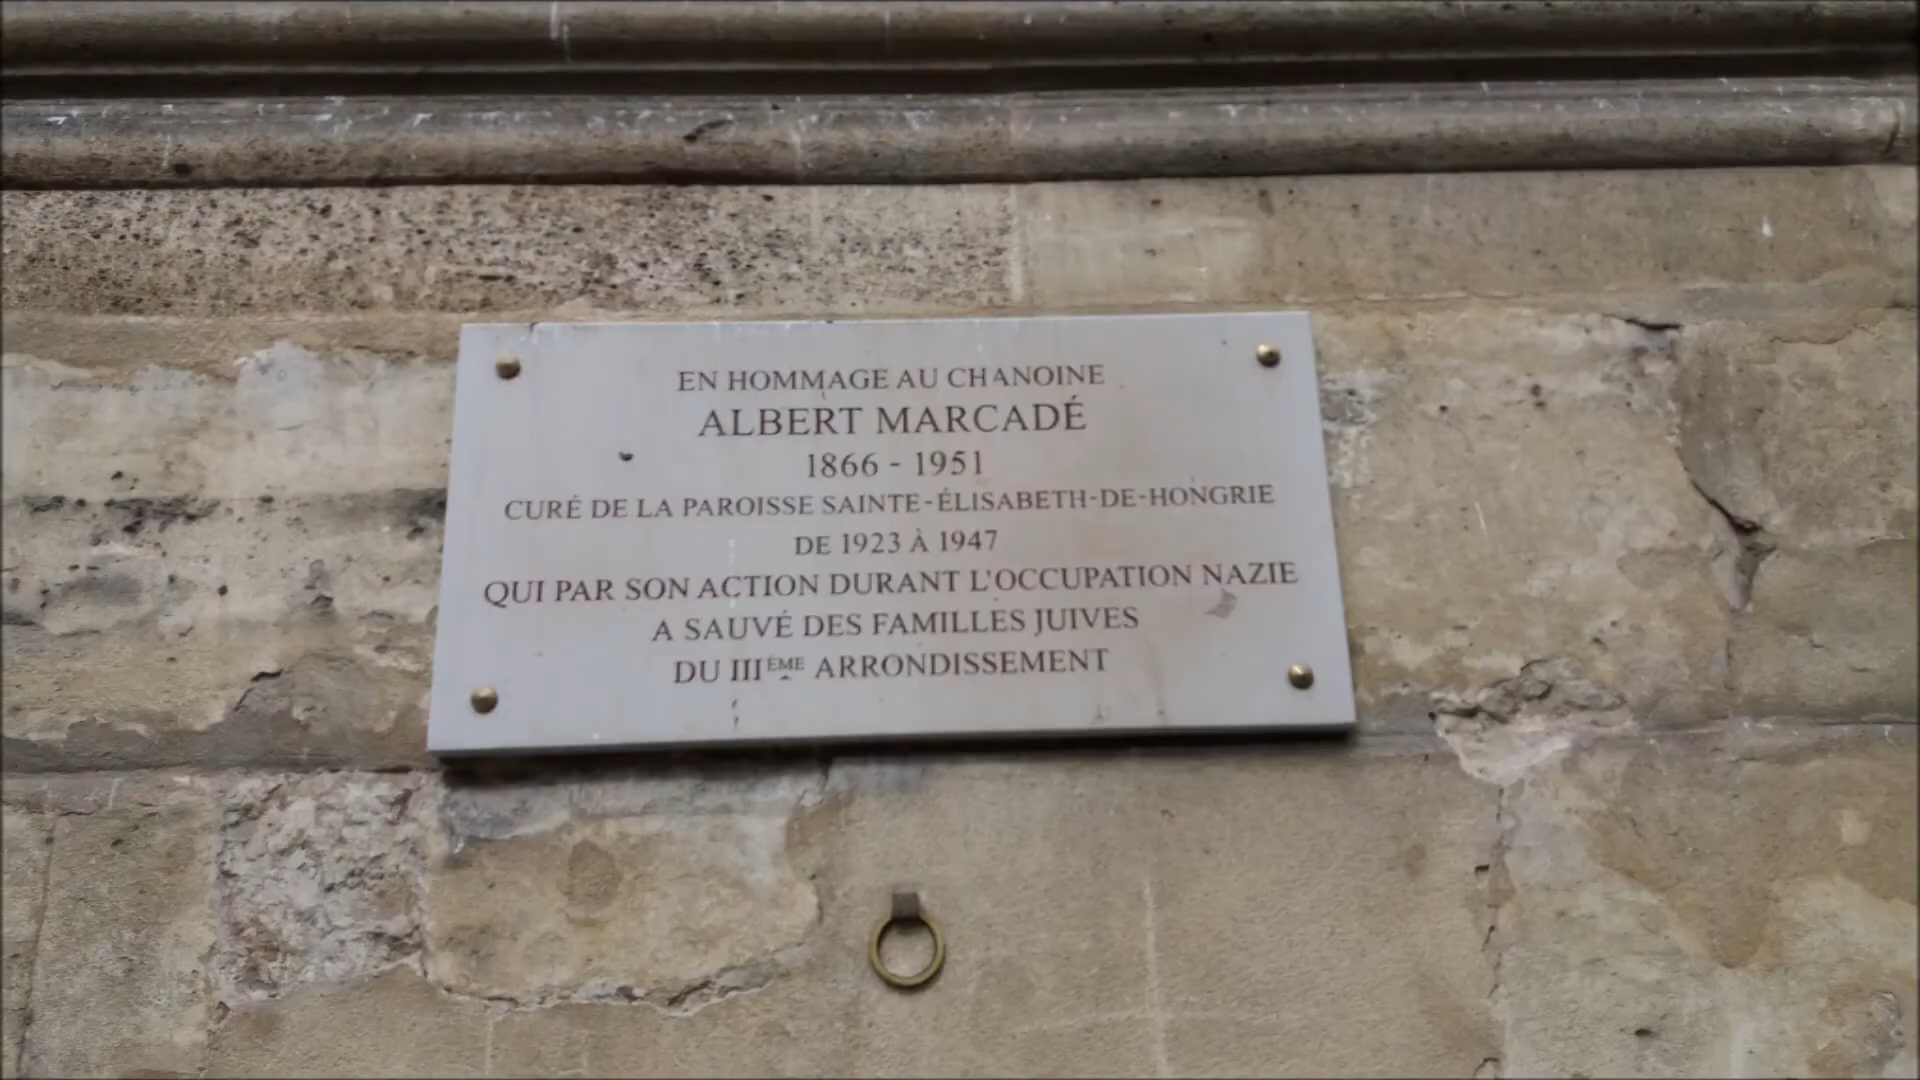 EN HOMMAGE AU CHANOINE
ALBERT MARCADÉ
1866 - 1951
CURÉ DE LA PAROISSE SAINTE-ÉLISABETH-DE-HONGRIE
DE 1923 À 1947
QUI PAR SON ACTION DURANT L'OCCUPATION NAZIE
A SAUVÉ DES FAMILLES JUIVES
DU IIIÈME ARRONDISSEMENT